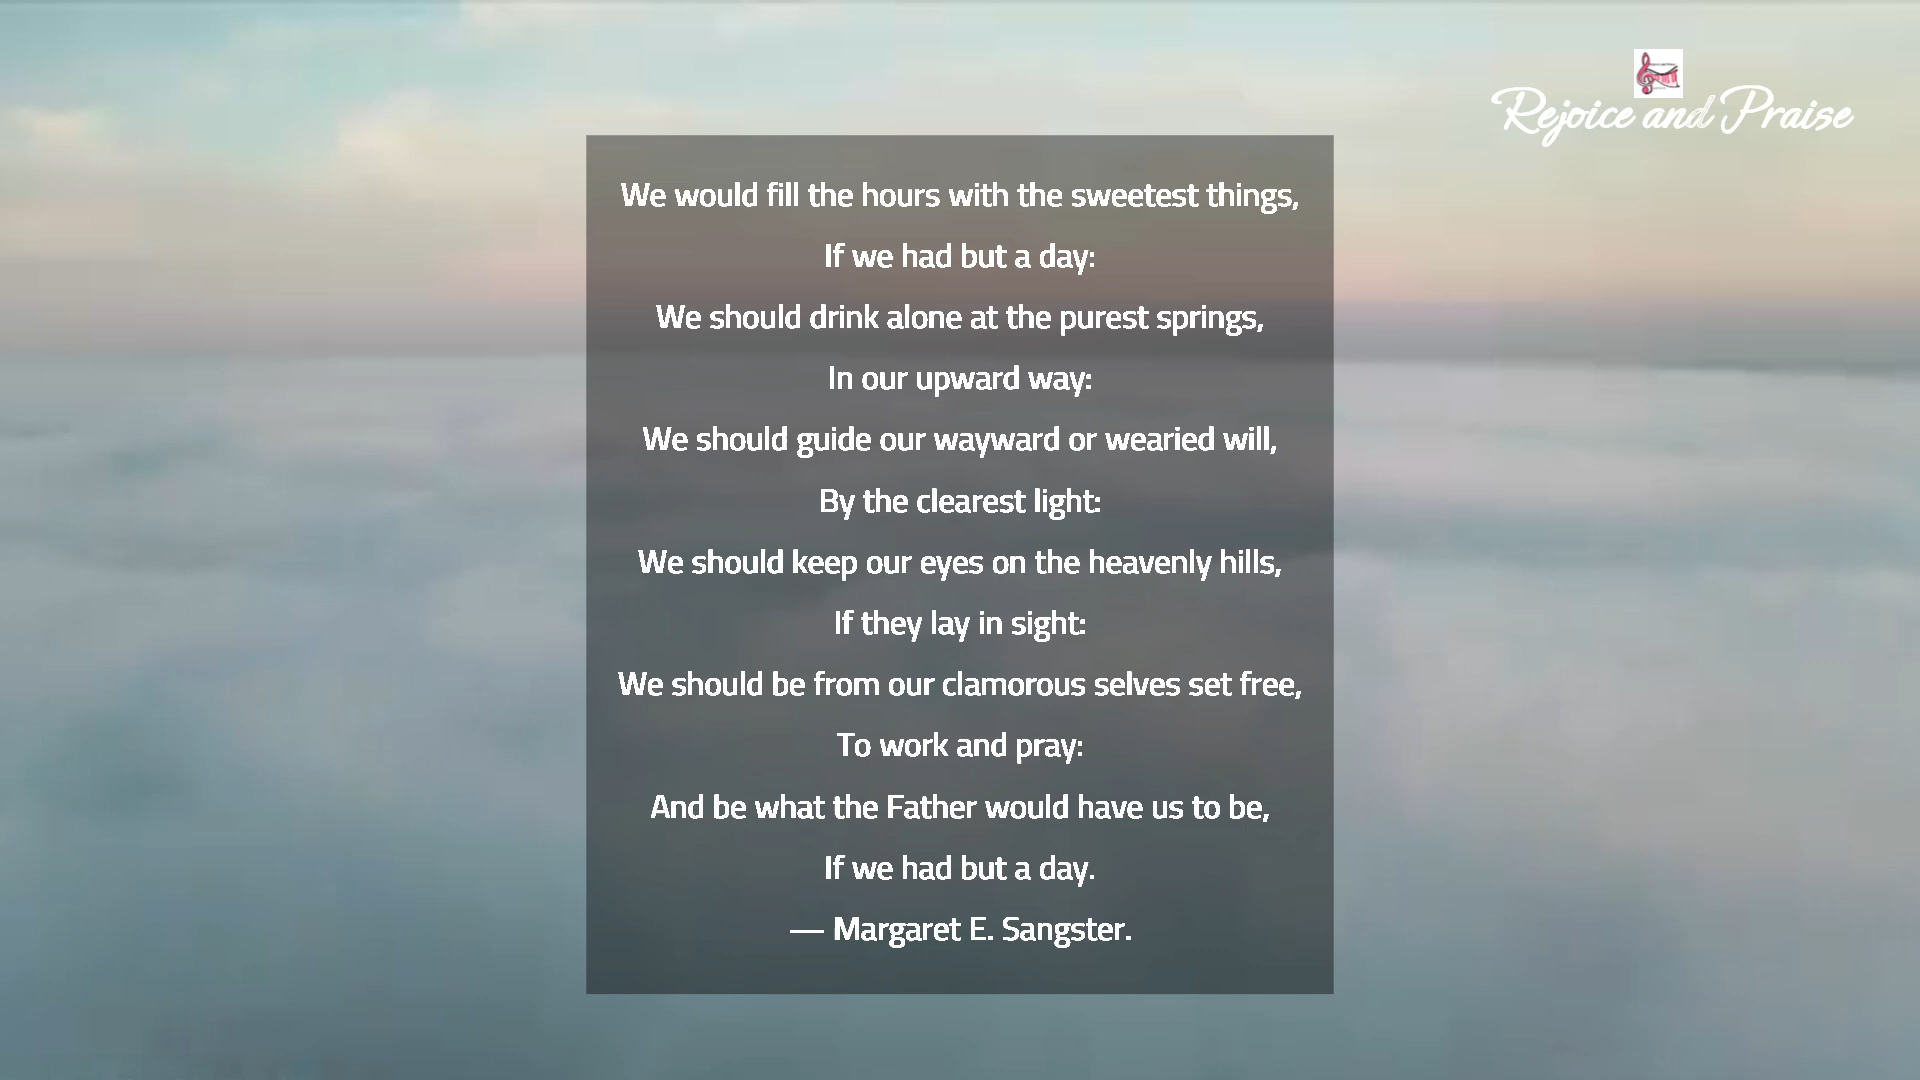 Rejoice and Praise
We would fill the hours with the sweetest things,
If we had but a day:
We should drink alone at the purest springs,
In our upward way:
We should guide our wayward or wearied will,
By the clearest light:
We should keep our eyes on the heavenly hills,
If they lay in sight:
We should be from our clamorous selves set free,
To work and pray:
And be what the Father would have us to be,
If we had but a day.
— Margaret E. Sangster.